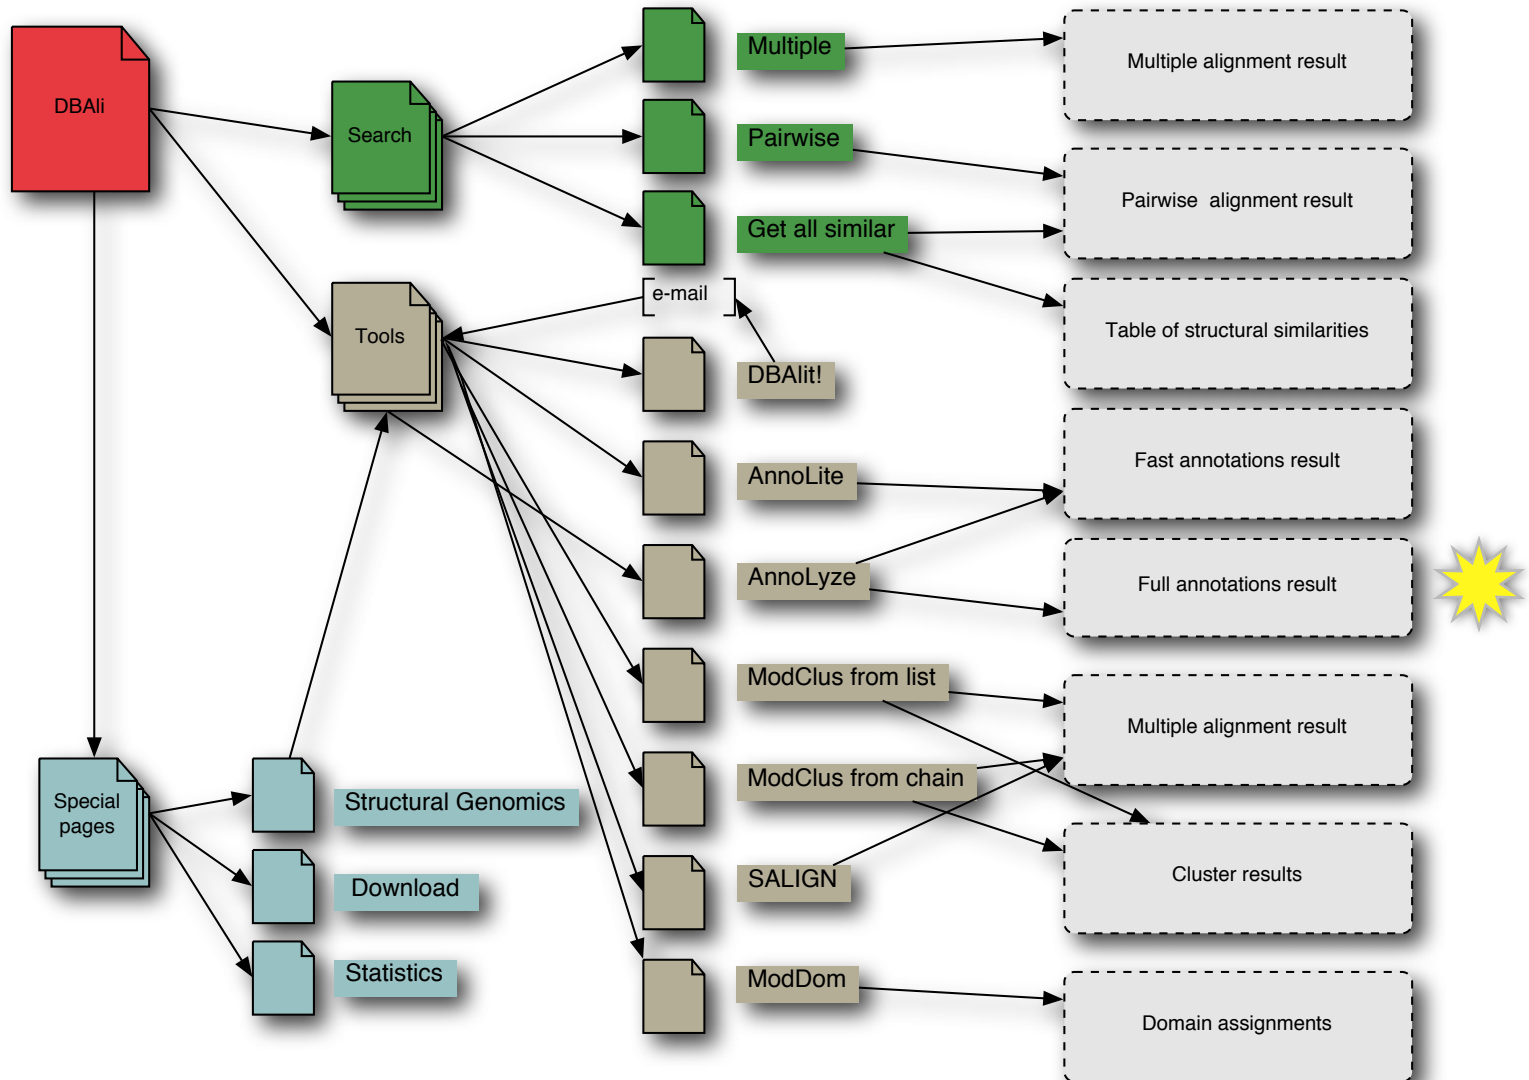 DBAli
Search
Multiple
Multiple alignment result
Pairwise
Pairwise alignment result
Get all similar
Table of structural similarities
e-mail
Tools
DBAlit!
AnnoLite
Fast annotations result
AnnoLyze
Full annotations result
ModClus from list
Multiple alignment result
ModClus from chain
Cluster results
SALIGN
ModDom
Domain assignments
Special
pages
Structural Genomics
Download
Statistics